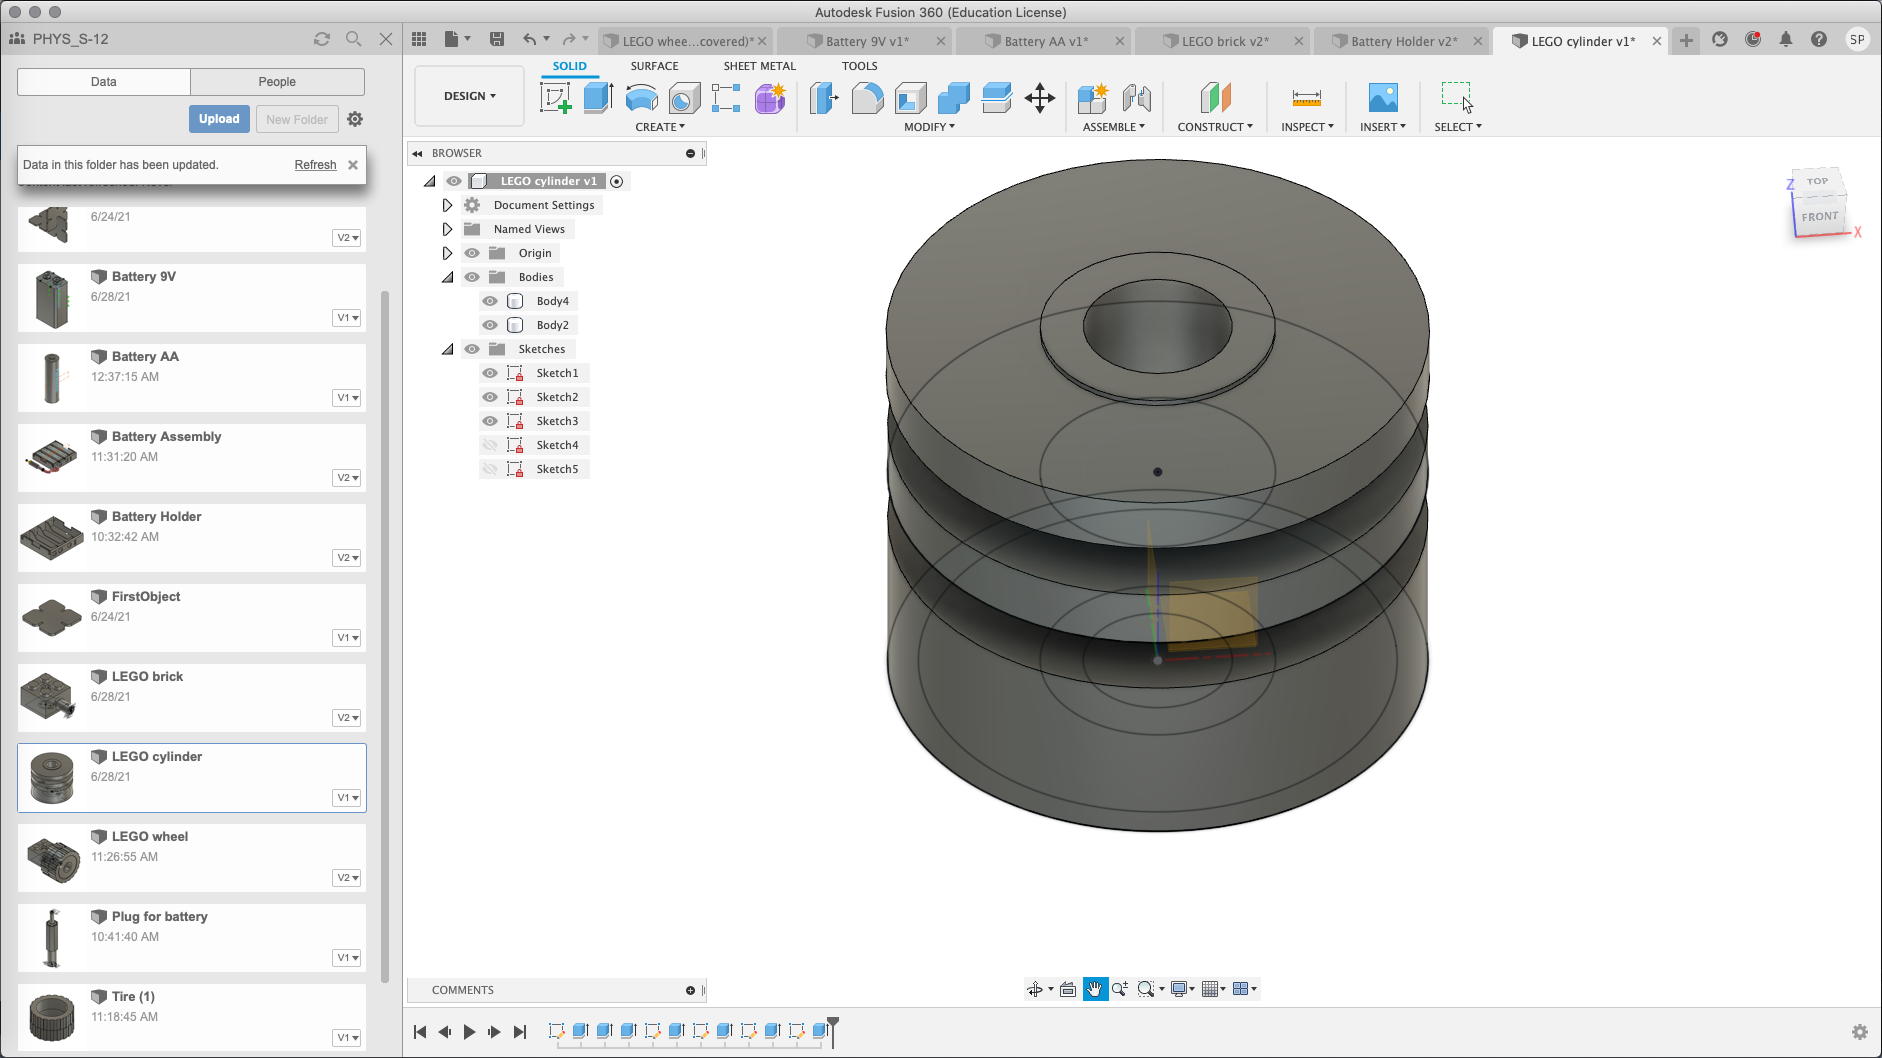 Autodesk Fusion 360 (Education License)
PHYS_S-12
LEGO whee...covered)*
Battery 9V v1*
Battery AA v1*
LEGO brick v2*
Battery Holder v2*
LEGO cylinder v1*
SP
Data
People
Upload
New Folder
Data in this folder has been updated.
Refresh
6/24/21
V2
Battery 9V
6/28/21
V1
Battery AA
12:37:15 AM
V1
Battery Assembly
11:31:20 AM
V2
Battery Holder
10:32:42 AM
V2
FirstObject
6/24/21
V1
LEGO brick
6/28/21
V2
LEGO cylinder
6/28/21
V1
LEGO wheel
11:26:55 AM
V2
Plug for battery
10:41:40 AM
V1
Tire (1)
11:18:45 AM
V1
SOLID
SURFACE
SHEET METAL
TOOLS
DESIGN
CREATE
MODIFY
ASSEMBLE
CONSTRUCT
INSPECT
INSERT
SELECT
BROWSER
LEGO cylinder v1
Document Settings
Named Views
Origin
Bodies
Body4
Body2
Sketches
Sketch1
Sketch2
Sketch3
Sketch4
Sketch5
TOP
Z
FRONT
X
COMMENTS